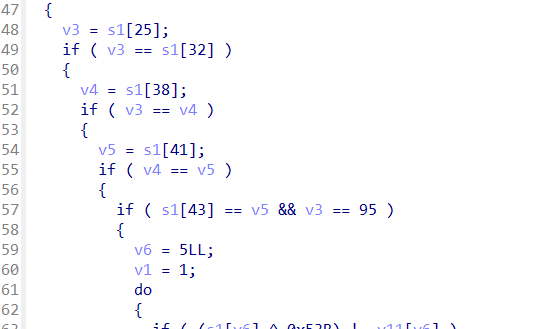 47 {
48 v3 = s1[25];
49 if ( v3 == s1[32] )
50 {
51 v4 = s1[38];
52 if ( v3 == v4 )
53 {
54 v5 = s1[41];
55 if ( v4 == v5 )
56 {
57 if ( s1[43] == v5 && v3 == 95 )
58 {
59 v6 = 5LL;
60 v1 = 1;
61 do
62 {